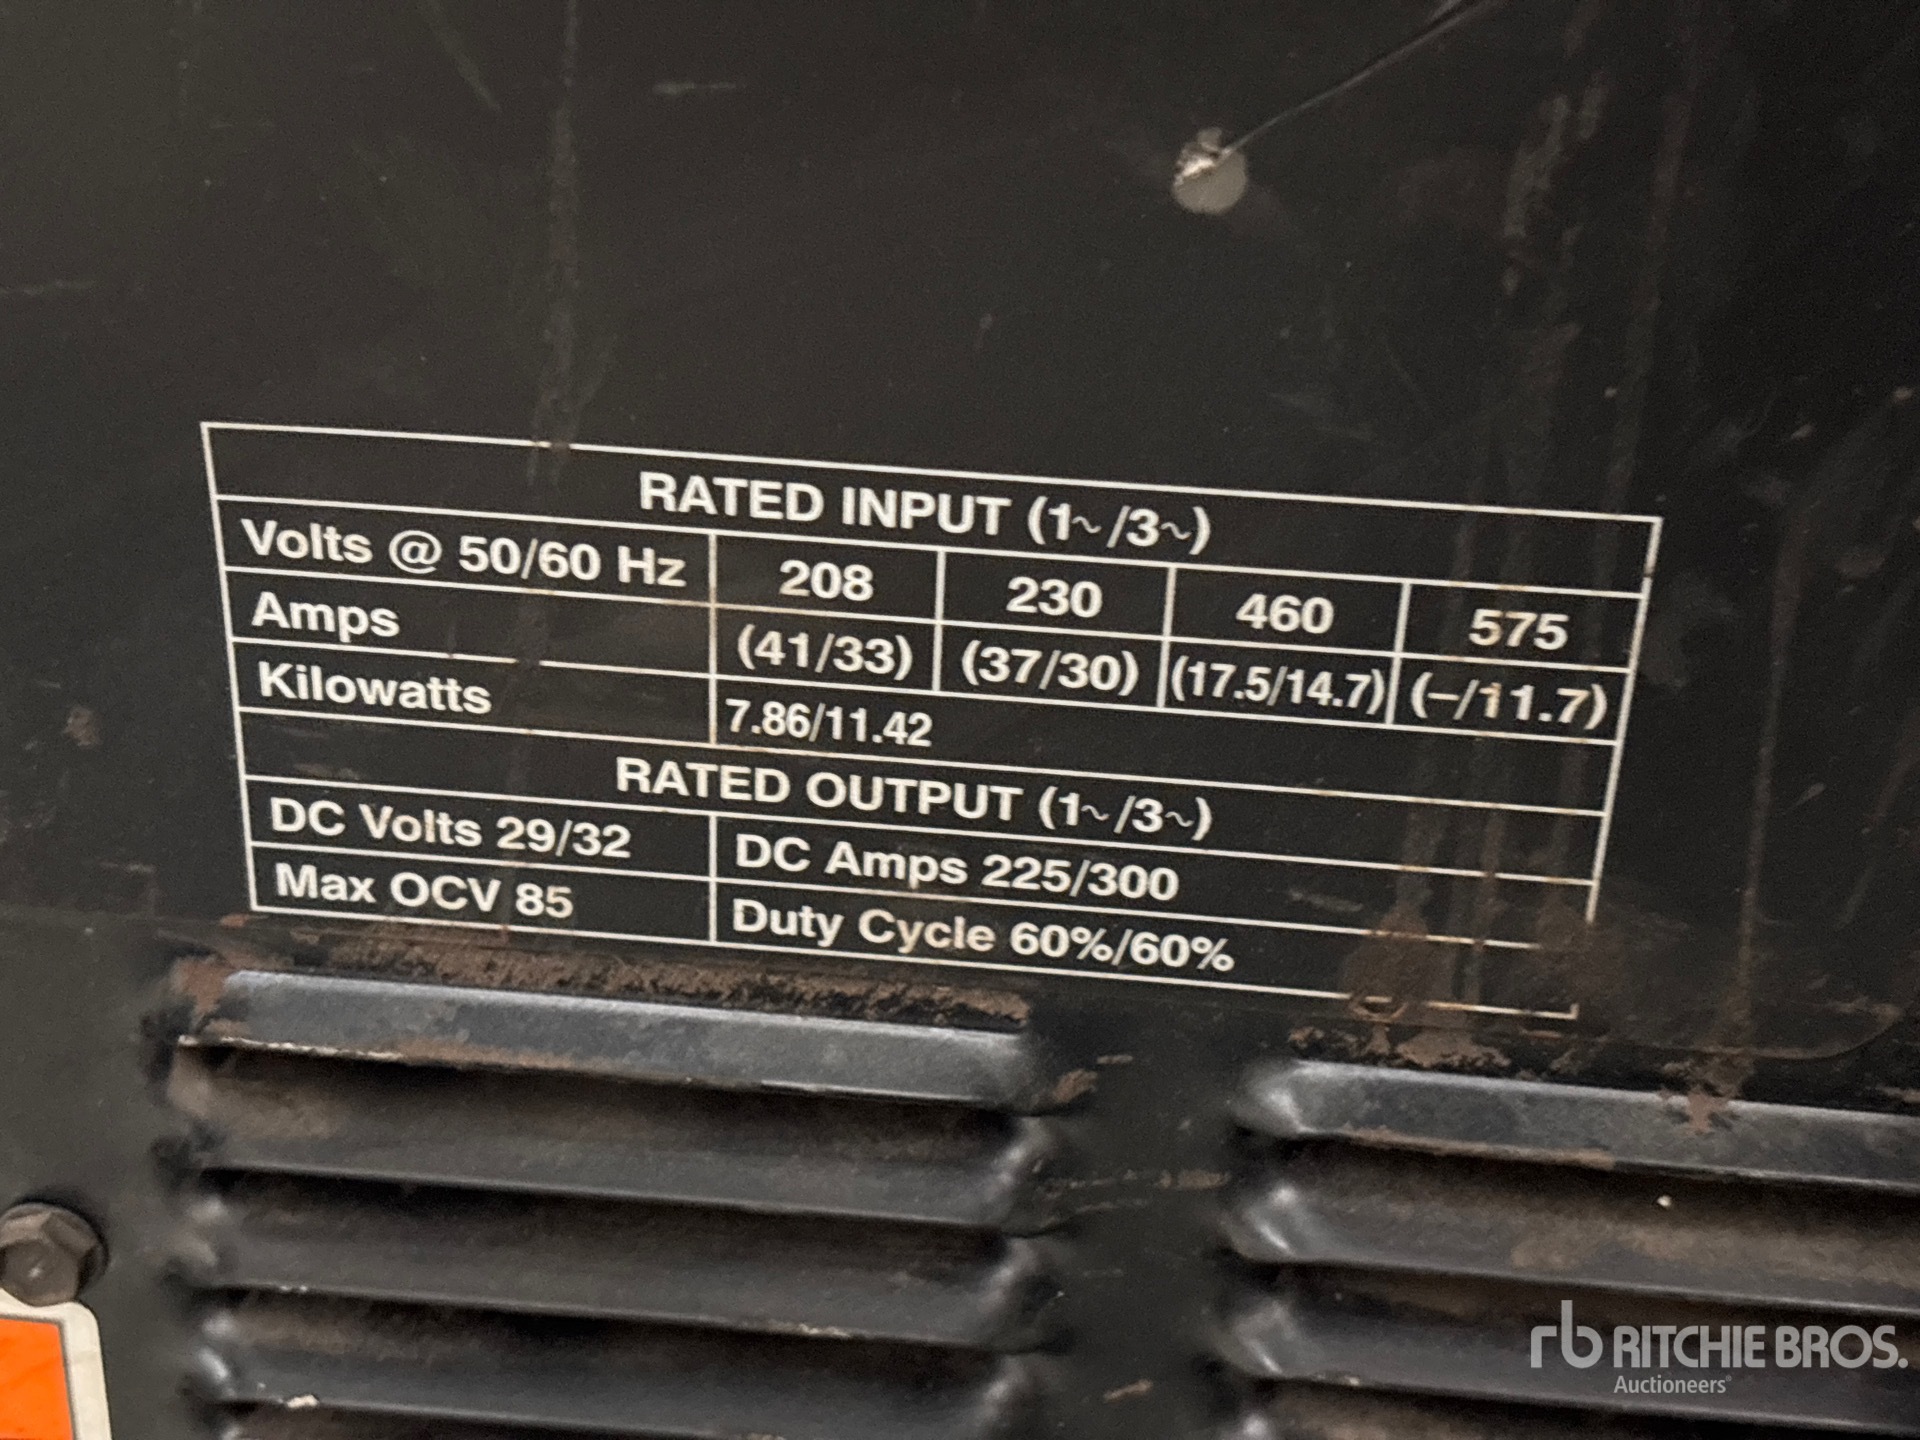 RATED INPUT (1~/3~)
Volts @ 50/60 Hz 208 230 460 575
Amps (41/33) (37/30) (17.5/14.7) (–/11.7)
Kilowatts 7.86/11.42
RATED OUTPUT (1~/3~)
DC Volts 29/32 DC Amps 225/300
Max OCV 85 Duty Cycle 60%/60%
rb RITCHIE BROS.
Auctioneers